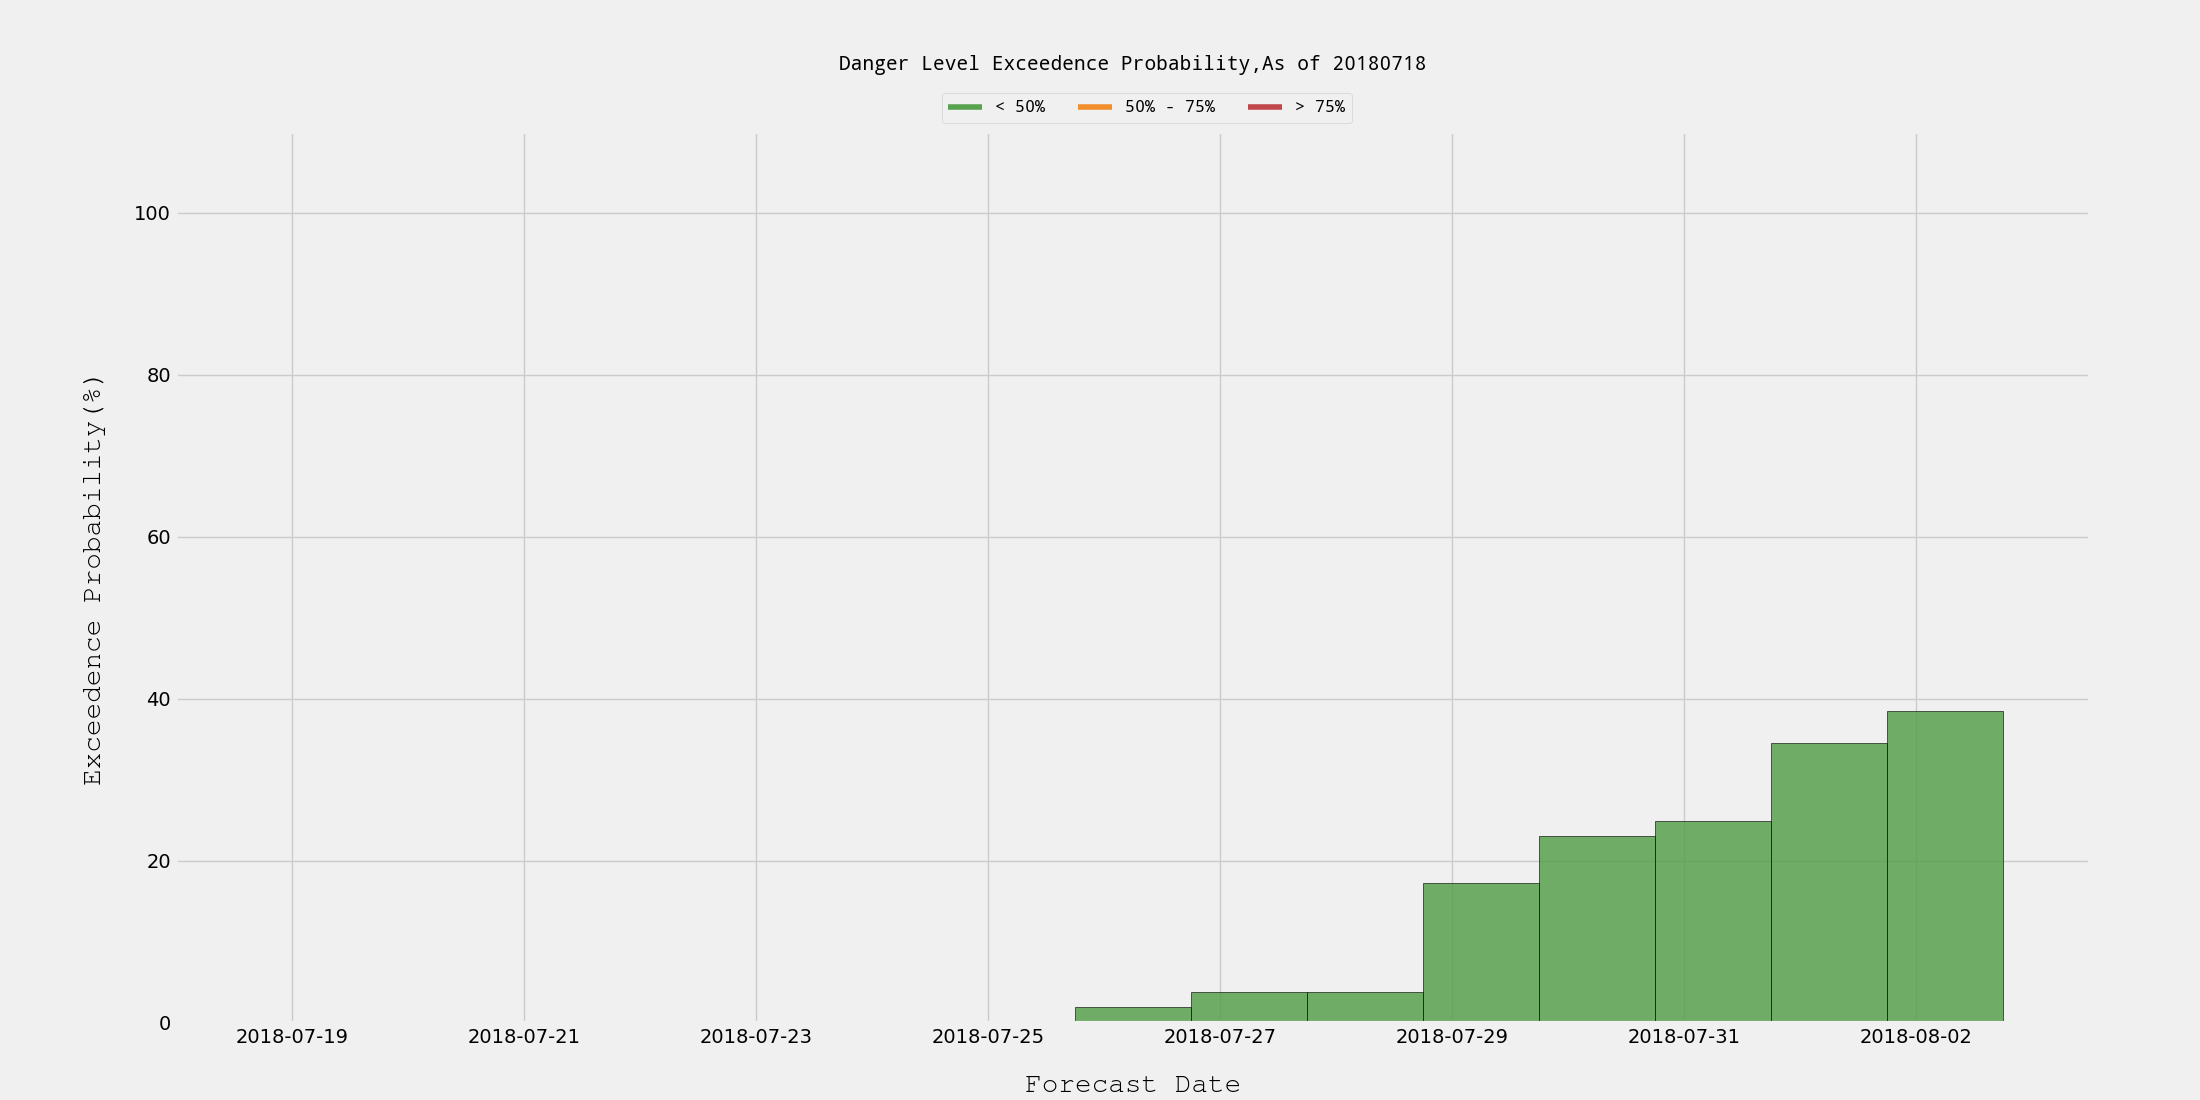 Danger Level Exceedence Probability,As of 20180718
< 50% 50% - 75% > 75%
Exceedence Probability(%)
100
80
60
40
20
0
2018-07-19 2018-07-21 2018-07-23 2018-07-25 2018-07-27 2018-07-29 2018-07-31 2018-08-02
Forecast Date